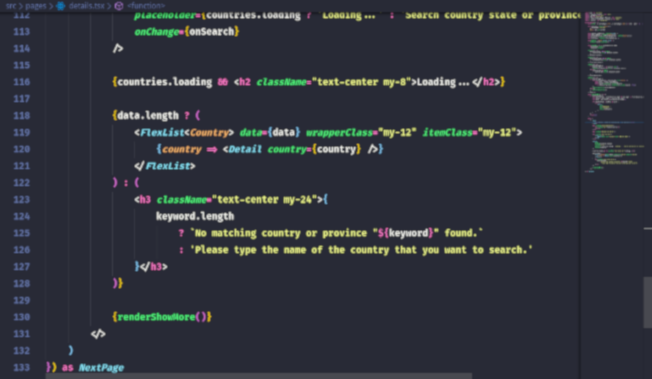 src > pages > details.tsx > <function>
112 placeholder={countries.loading ? 'Loading...' : 'Search country state or province
113 onChange={onSearch}
114 />
115
116 {countries.loading && <h2 className="text-center my-8">Loading...</h2>}
117
118 {data.length ? (
119 <FlexList<Country> data={data} wrapperClass="my-12" itemClass="my-12">
120 {country => <Detail country={country} />}
121 </FlexList>
122 ) : (
123 <h3 className="text-center my-24">{
124 keyword.length
125 ? `No matching country or province "${keyword}" found.`
126 : 'Please type the name of the country that you want to search.'
127 }</h3>
128 )}
129
130 {renderShowMore()}
131 </>
132 )
133 }) as NextPage